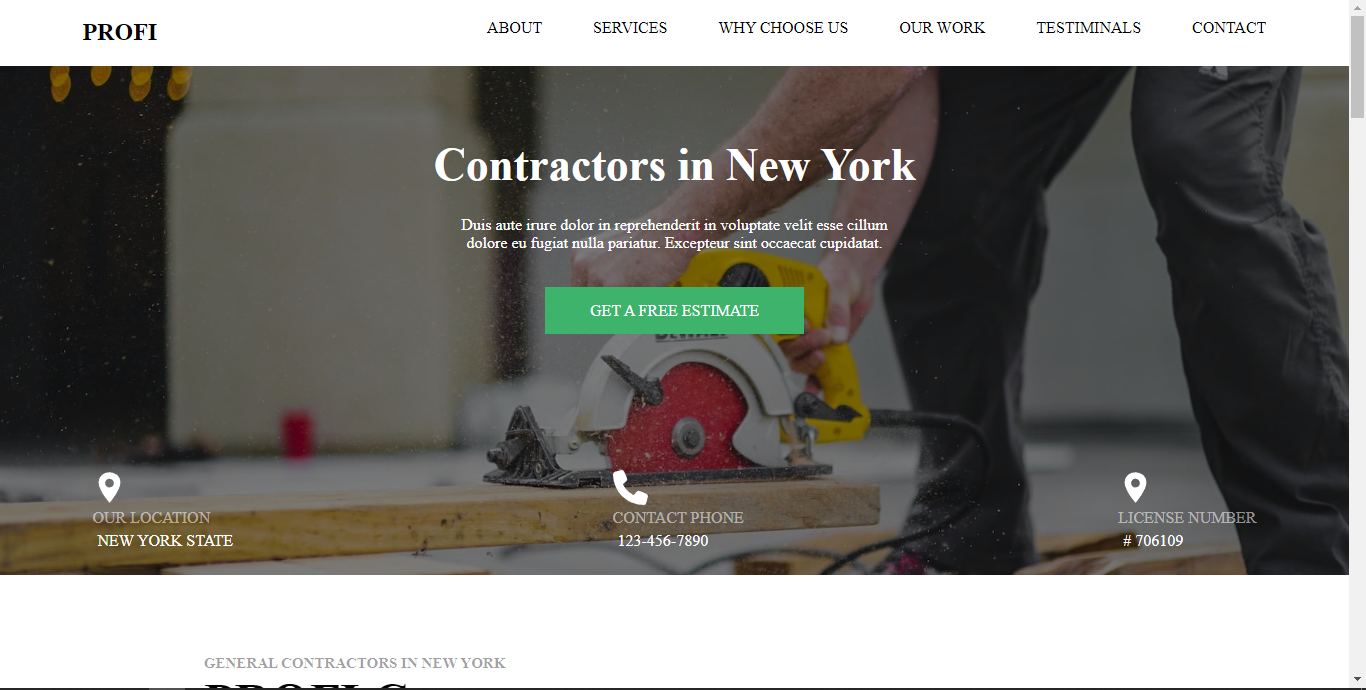 PROFI
ABOUT SERVICES WHY CHOOSE US OUR WORK TESTIMINALS CONTACT
Contractors in New York
Duis aute irure dolor in reprehenderit in voluptate velit esse cillum
dolore eu fugiat nulla pariatur. Excepteur sint occaecat cupidatat.
GET A FREE ESTIMATE
OUR LOCATION
NEW YORK STATE
CONTACT PHONE
123-456-7890
LICENSE NUMBER
# 706109
GENERAL CONTRACTORS IN NEW YORK